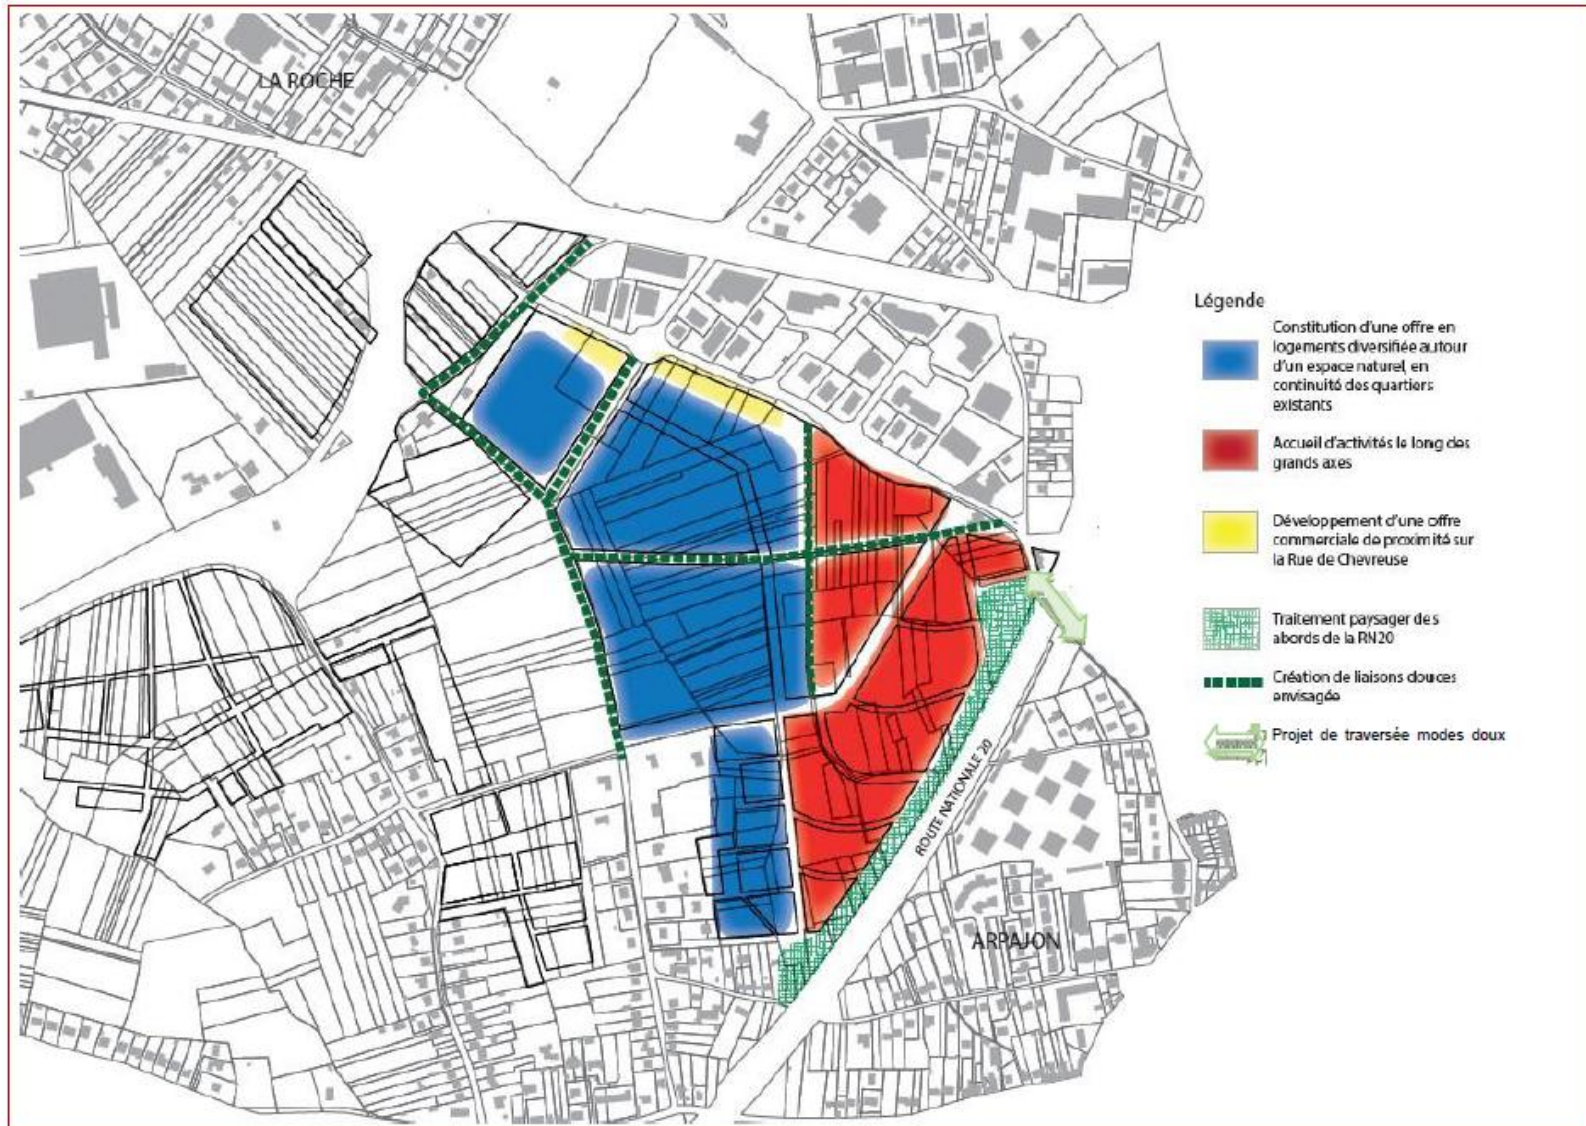 LA ROCHE
Légende
Constitution d'une offre en
logements diversifiée autour
d'un espace naturel, en
continuité des quartiers
existants
Accueil d'activités le long des
grands axes
Développement d'une offre
commerciale de proximité sur
la Rue de Chevreuse
Traitement paysager des
abords de la RN20
Création de liaisons douces
envisagée
Projet de traversée modes doux
ROUTE NATIONALE 20
ARPAJON